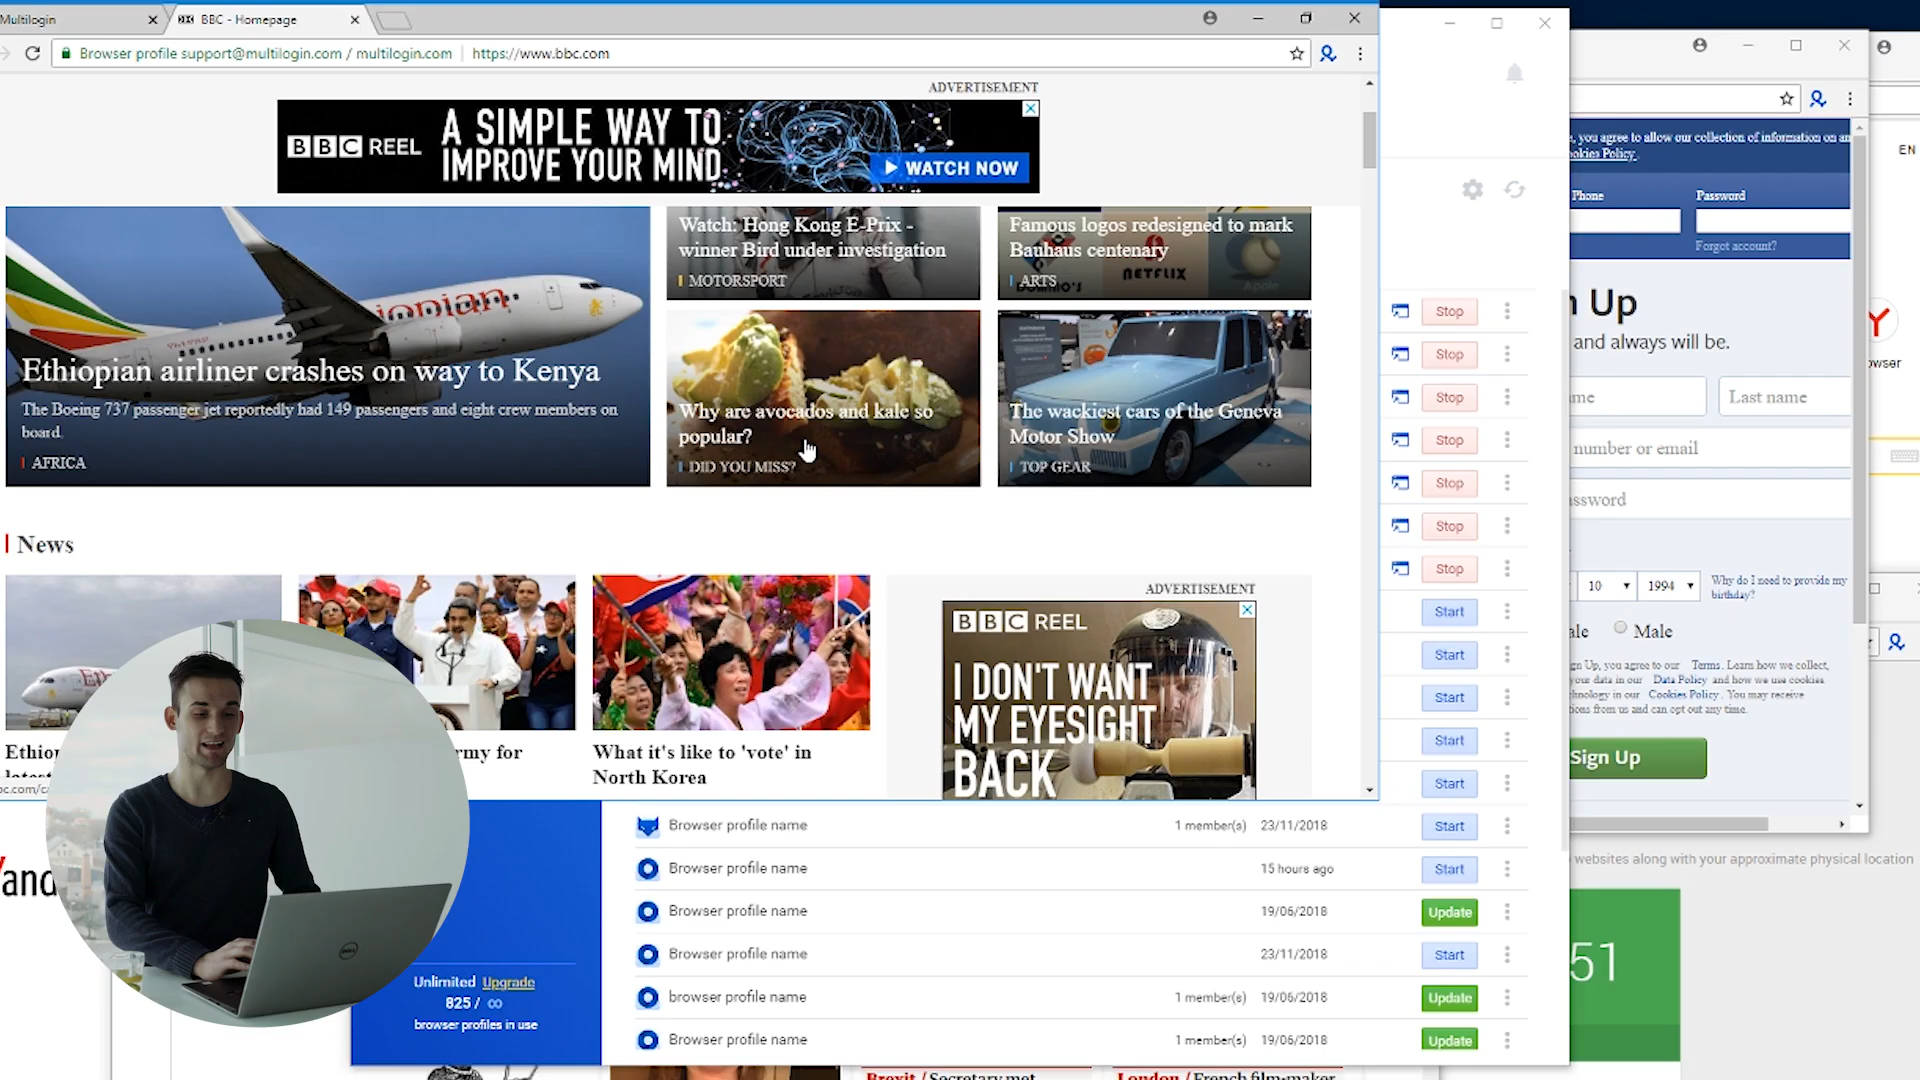 Multilogin
BBC - Homepage
Browser profile support@multilogin.com / multilogin.com
https://www.bbc.com
ADVERTISEMENT
BBC REEL
A SIMPLE WAY TO
IMPROVE YOUR MIND
WATCH NOW
Ethiopian airliner crashes on way to Kenya
The Boeing 737 passenger jet reportedly had 149 passengers and eight crew members on
board.
AFRICA
Watch: Hong Kong E-Prix -
winner Bird under investigation
MOTORSPORT
Famous logos redesigned to mark
Bauhaus centenary
NETFLIX
Apple
ARTS
Why are avocados and kale so
popular?
DID YOU MISS?
The wackiest cars of the Geneva
Motor Show
TOP GEAR
News
What it's like to 'vote' in
North Korea
ADVERTISEMENT
BBC REEL
I DON'T WANT
MY EYESIGHT
BACK
Stop
Stop
Stop
Stop
Stop
Stop
Stop
Start
Start
Start
Start
Start
Browser profile name
1 member(s)
23/11/2018
Start
Browser profile name
15 hours ago
Start
Browser profile name
19/06/2018
Update
Browser profile name
23/11/2018
Start
browser profile name
1 member(s)
19/06/2018
Update
Browser profile name
1 member(s)
19/06/2018
Update
Unlimited Upgrade
825 / ∞
browser profiles in use
DELL
, you agree to allow our collection of information on
Cookies Policy.
Phone
Password
Forgot account?
EN
Up
and always will be.
Last name
number or email
10
1994
Why do I need to provide my
birthday?
Male
Sign Up, you agree to our Terms. Learn how we collect,
your data in our Data Policy and how we use cookies
technology in our Cookies Policy. You may receive
from us and can opt out any time.
Sign Up
websites along with your approximate physical location
51
Brexit / Secretary met
London / French film-maker